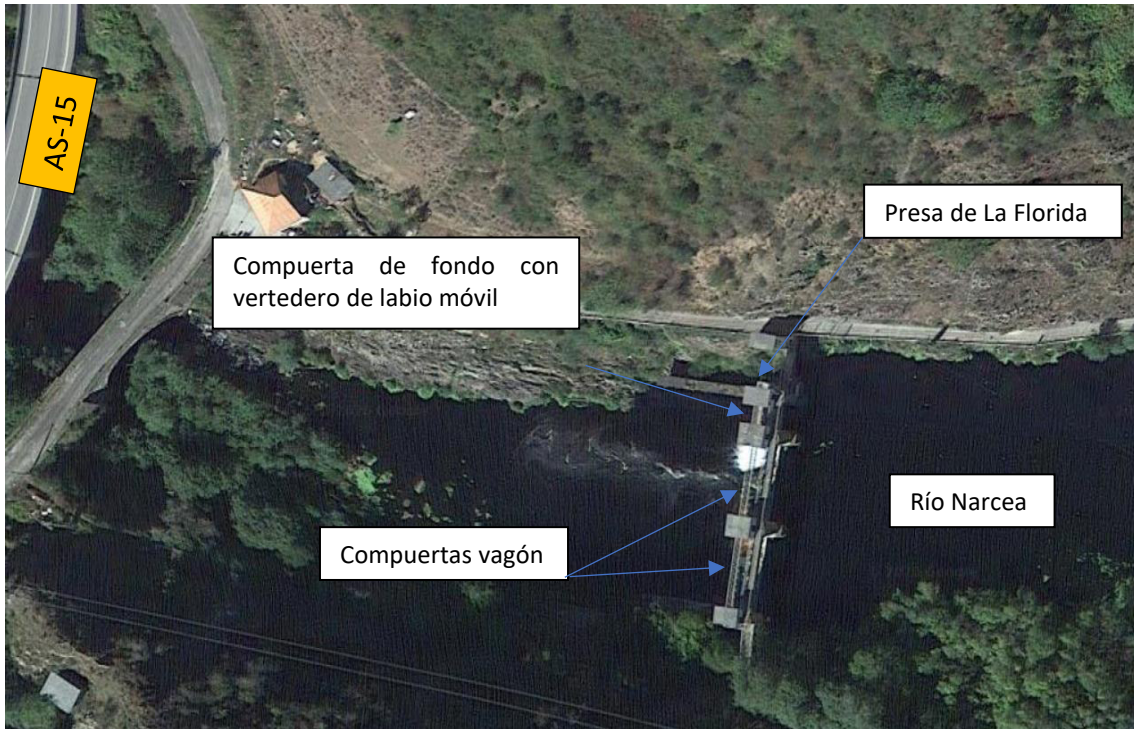 AS-15
Presa de La Florida
Compuerta de fondo con
vertedero de labio móvil
Río Narcea
Compuertas vagón